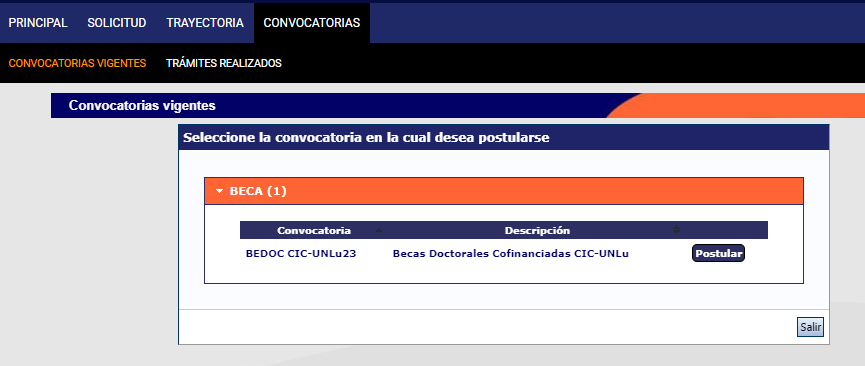 PRINCIPAL SOLICITUD TRAYECTORIA CONVOCATORIAS
CONVOCATORIAS VIGENTES TRÁMITES REALIZADOS
Convocatorias vigentes
Seleccione la convocatoria en la cual desea postularse
BECA (1)
Convocatoria Descripción
BEDOC CIC-UNLu23 Becas Doctorales Cofinanciadas CIC-UNLu Postular
Salir